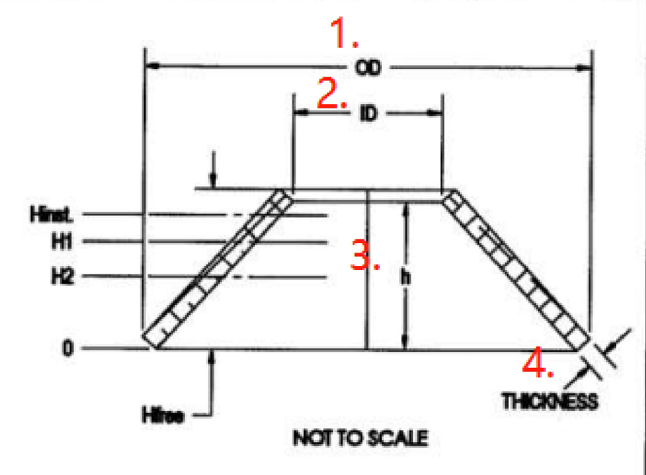 1.
OD
2.
ID
Hinst.
H1
3.
H2
h
0
4.
THICKNESS
Hfree
NOT TO SCALE